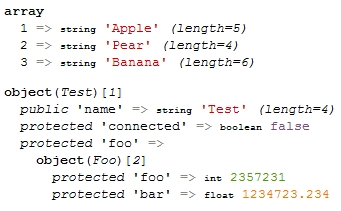 array
1 => string 'Apple' (length=5)
2 => string 'Pear' (length=4)
3 => string 'Banana' (length=6)
object(Test)[1]
public 'name' => string 'Test' (length=4)
protected 'connected' => boolean false
protected 'foo' =>
object(Foo)[2]
protected 'foo' => int 2357231
protected 'bar' => float 1234723.234